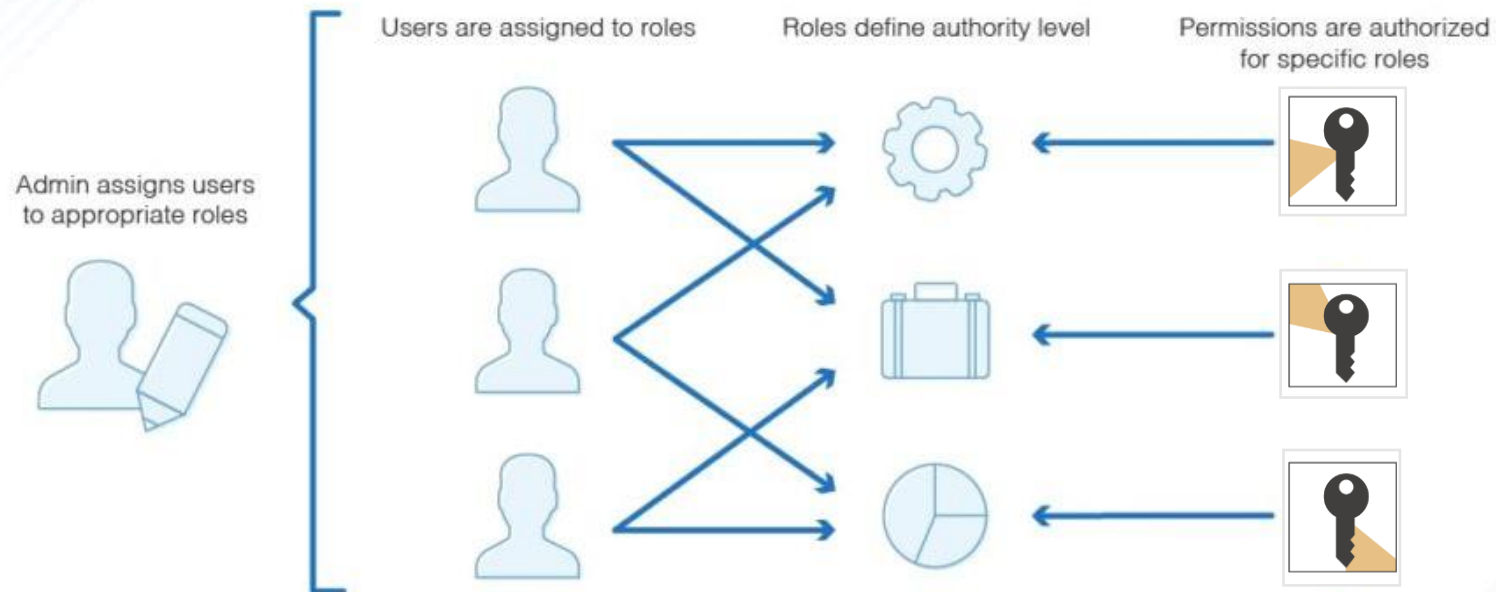 Users are assigned to roles
Roles define authority level
Permissions are authorized
for specific roles
Admin assigns users
to appropriate roles